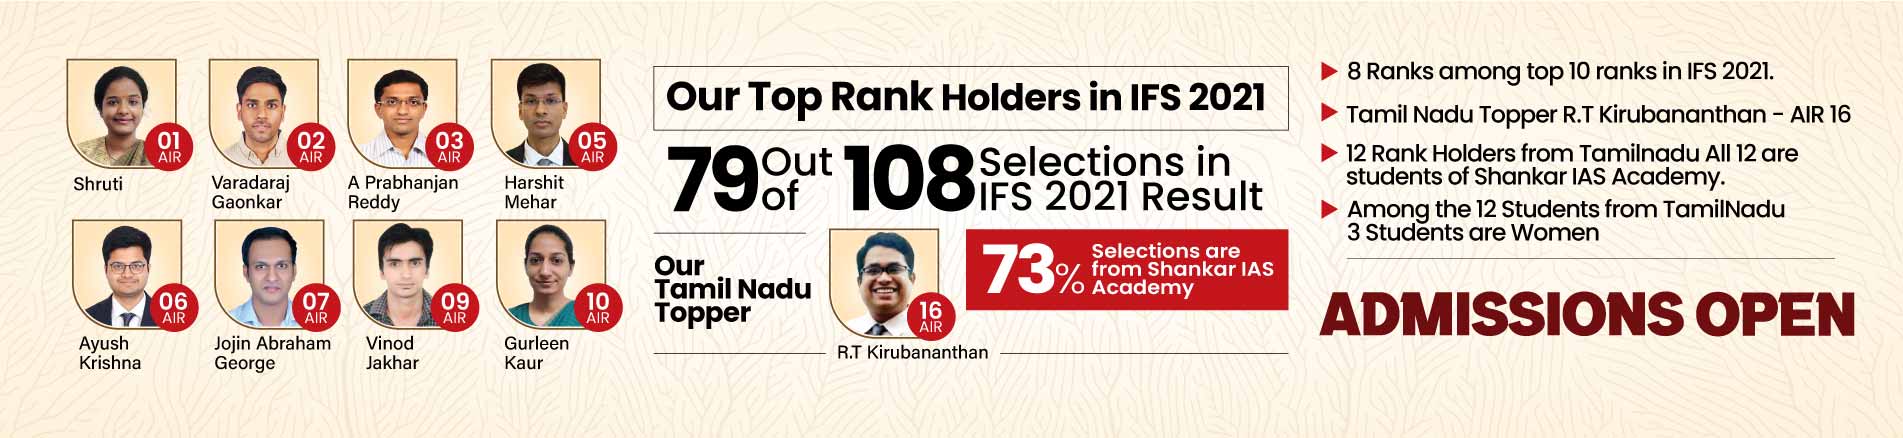 01
AIR
Shruti
02
AIR
Varadaraj
Gaonkar
03
AIR
A Prabhanjan
Reddy
05
AIR
Harshit
Mehar
06
AIR
Ayush
Krishna
07
AIR
Jojin Abraham
George
09
AIR
Vinod
Jakhar
10
AIR
Gurleen
Kaur
Our Top Rank Holders in IFS 2021
79 Out of 108 Selections in
IFS 2021 Result
Our
Tamil Nadu
Topper
16
AIR
R.T Kirubananthan
73% Selections are
from Shankar IAS
Academy
8 Ranks among top 10 ranks in IFS 2021.
Tamil Nadu Topper R.T Kirubananthan - AIR 16
12 Rank Holders from Tamilnadu All 12 are
students of Shankar IAS Academy.
Among the 12 Students from TamilNadu
3 Students are Women
ADMISSIONS OPEN